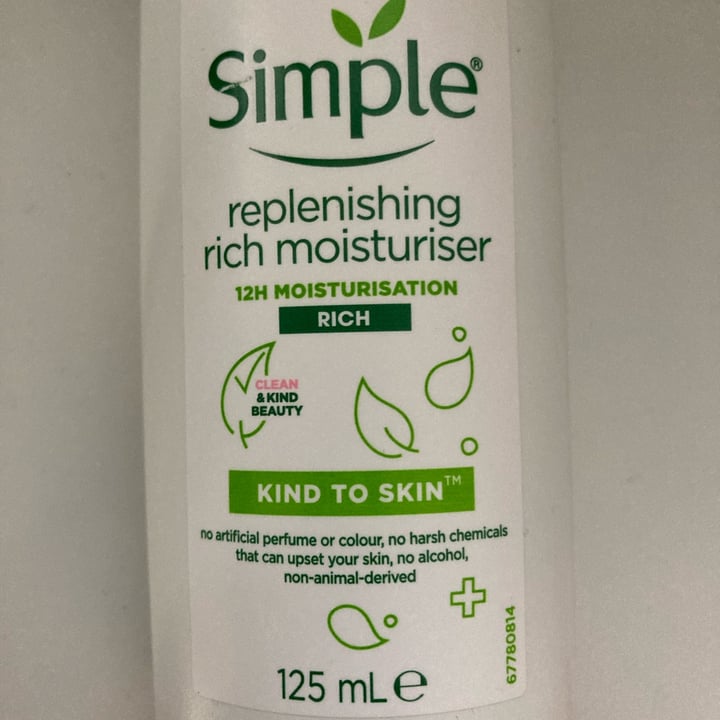 Simple®
replenishing
rich moisturiser
12H MOISTURISATION
RICH
CLEAN
& KIND
BEAUTY
KIND TO SKIN™
no artificial perfume or colour, no harsh chemicals
that can upset your skin, no alcohol,
non-animal-derived
67780814
125 mL e